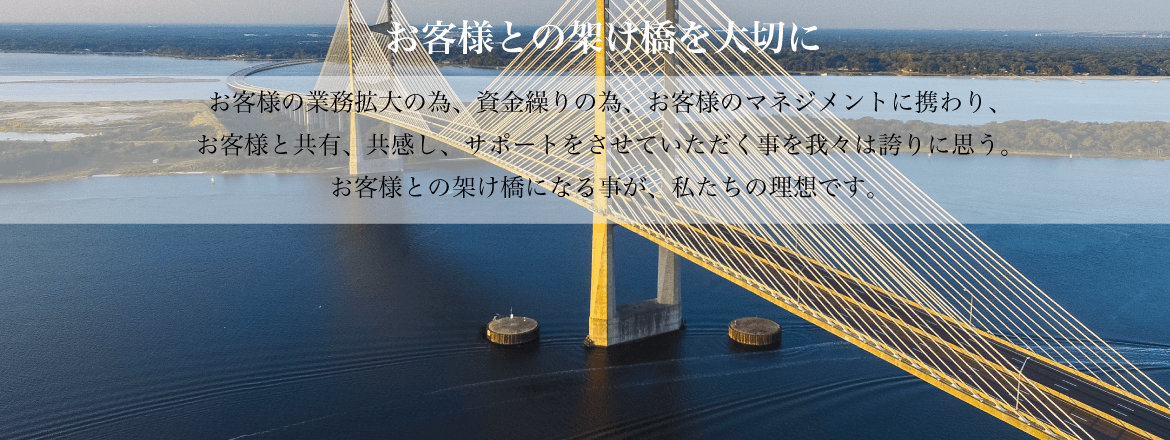 お客様との架け橋を大切に
お客様の業務拡大の為、資金繰りの為、お客様のマネジメントに携わり、
お客様と共有、共感し、サポートをさせていただく事を我々は誇りに思う。
お客様との架け橋になる事が、私たちの理想です。